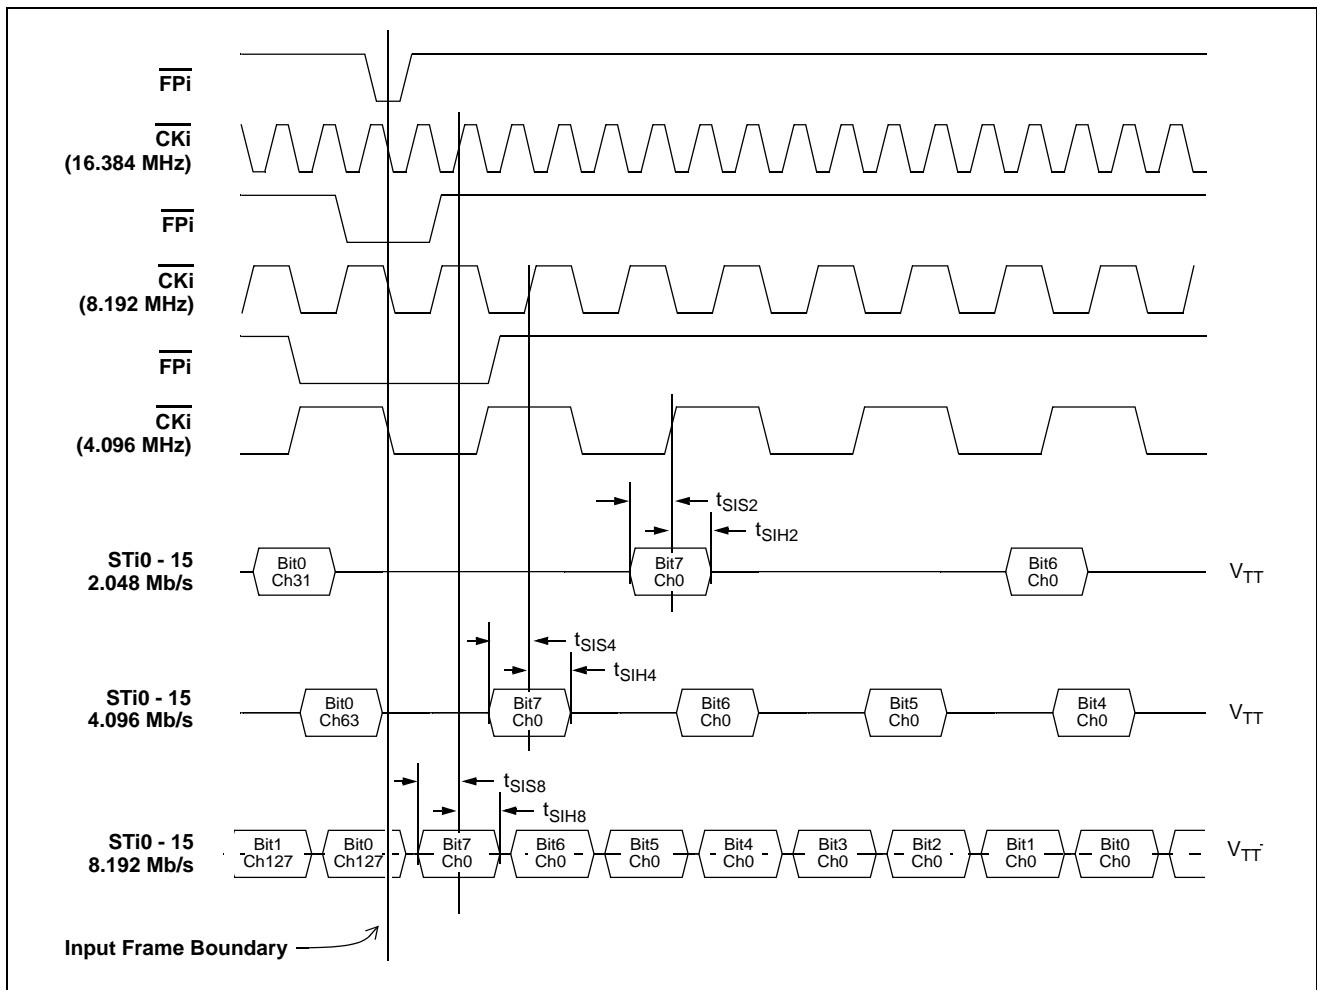 FPi
CKi
(16.384 MHz)
FPi
CKi
(8.192 MHz)
FPi
CKi
(4.096 MHz)
tSIS2
tSIH2
STi0 - 15
2.048 Mb/s
Bit0
Ch31
Bit7
Ch0
Bit6
Ch0
VTT
tSIS4
tSIH4
STi0 - 15
4.096 Mb/s
Bit0
Ch63
Bit7
Ch0
Bit6
Ch0
Bit5
Ch0
Bit4
Ch0
VTT
tSIS8
tSIH8
STi0 - 15
8.192 Mb/s
Bit1
Ch127
Bit0
Ch127
Bit7
Ch0
Bit6
Ch0
Bit5
Ch0
Bit4
Ch0
Bit3
Ch0
Bit2
Ch0
Bit1
Ch0
Bit0
Ch0
VTT
Input Frame Boundary